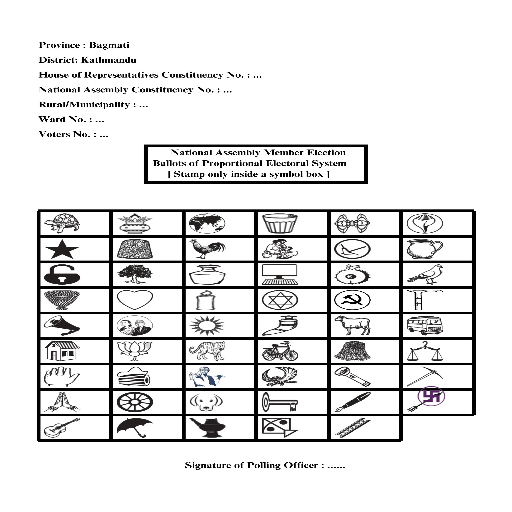 Province : Bagmati
District: Kathmandu
House of Representatives Constituency No. : ...
National Assembly Constituency No. : ...
Rural/Municipality : ...
Ward No. : ...
Voters No. : ...
National Assembly Member Election
Ballots of Proportional Electoral System
[ Stamp only inside a symbol box ]
Signature of Polling Officer : ......